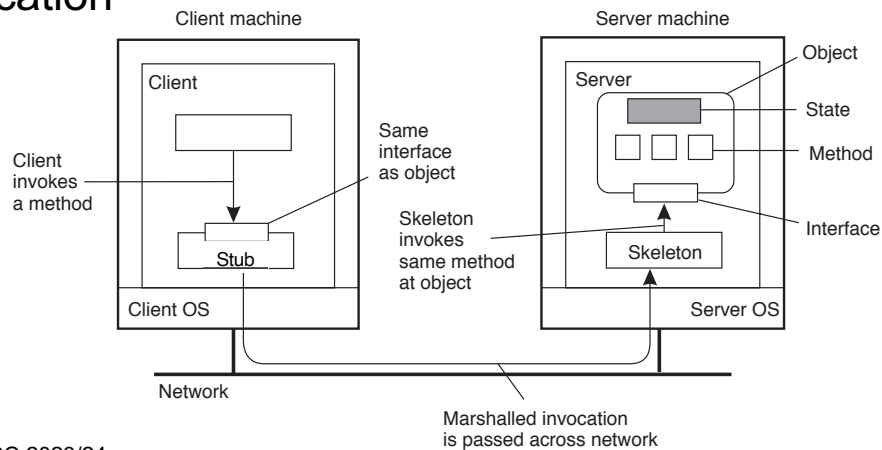 Client machine
Server machine
Client
Server
Object
State
Method
Interface
Client
invokes
a method
Same
interface
as object
Stub
Skeleton
invokes
same method
at object
Skeleton
Client OS
Server OS
Network
Marshalled invocation
is passed across network